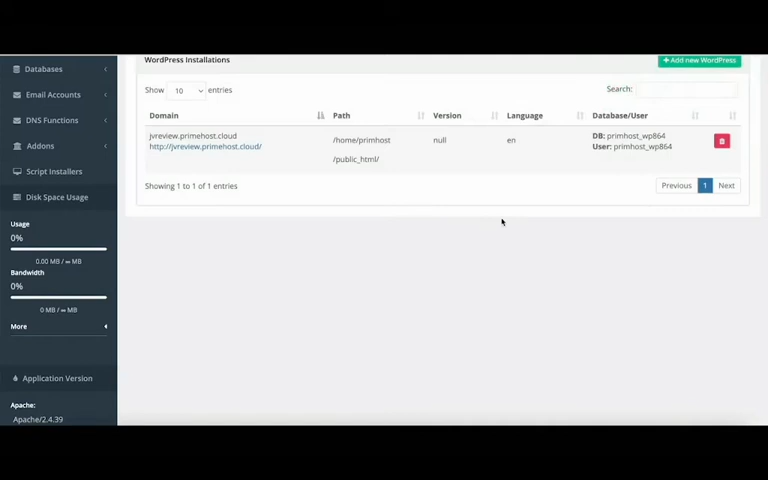 WordPress Installations
+ Add new WordPress
Databases
Email Accounts
DNS Functions
Addons
Script Installers
Disk Space Usage
Usage
0%
0.00 MB / ∞ MB
Bandwidth
0%
0 MB / ∞ MB
More
Application Version
Apache:
Apache/2.4.39
Show 10 entries
Search:
Domain Path Version Language Database/User
jvreview.primehost.cloud
http://jvreview.primehost.cloud/
/home/primhost
/public_html/
null
en
DB: primhost_wp864
User: primhost_wp864
Showing 1 to 1 of 1 entries
Previous 1 Next